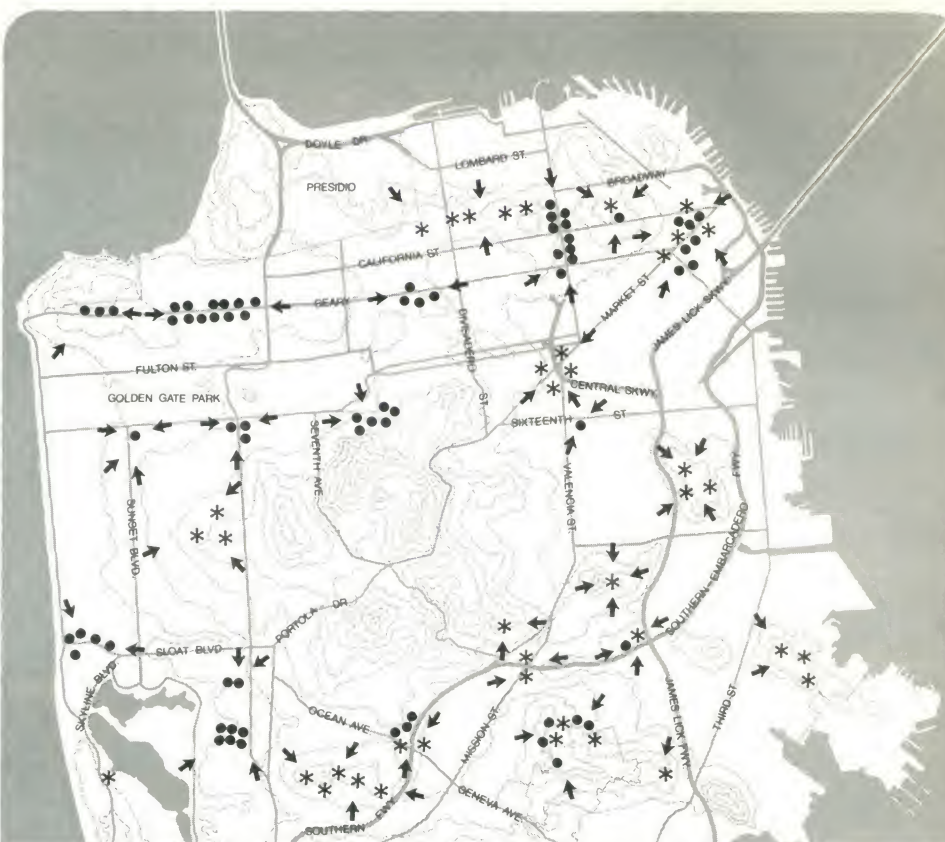 DOYLE DR.
LOMBARD ST.
PRESIDIO
BROADWAY
CALIFORNIA ST.
GEARY
MARKET ST.
JAMES LICK SKWY.
DIVISADERO ST.
FULTON ST.
GOLDEN GATE PARK
CENTRAL SKWY.
SIXTEENTH ST
SEVENTH AVE
VALENCIA ST.
SUNSET BLVD.
SOUTHERN - EMBARCADERO FWY
PORTOLA DR
SLOAT BLVD
SKYLINE BLVD
OCEAN AVE
MISSION ST.
JAMES LICK FWY.
THIRD ST
GENEVA AVE
SOUTHERN FWY.